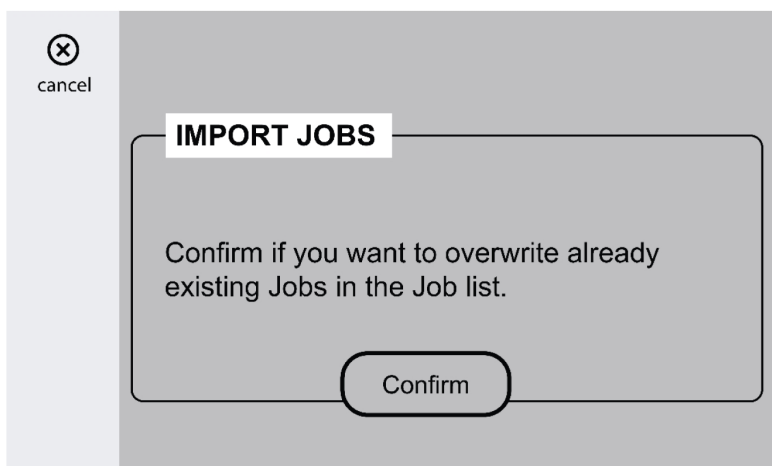 cancel
IMPORT JOBS
Confirm if you want to overwrite already
existing Jobs in the Job list.
Confirm